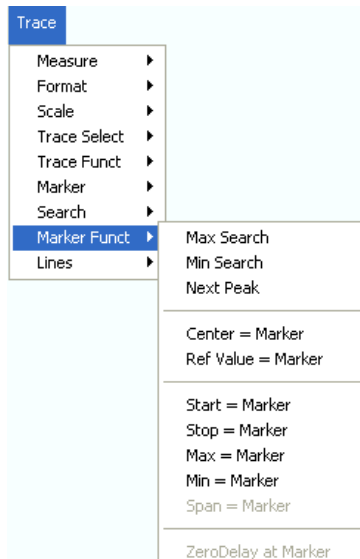 Trace
Measure
Format
Scale
Trace Select
Trace Funct
Marker
Search
Marker Funct
Lines
Max Search
Min Search
Next Peak
Center = Marker
Ref Value = Marker
Start = Marker
Stop = Marker
Max = Marker
Min = Marker
Span = Marker
ZeroDelay at Marker